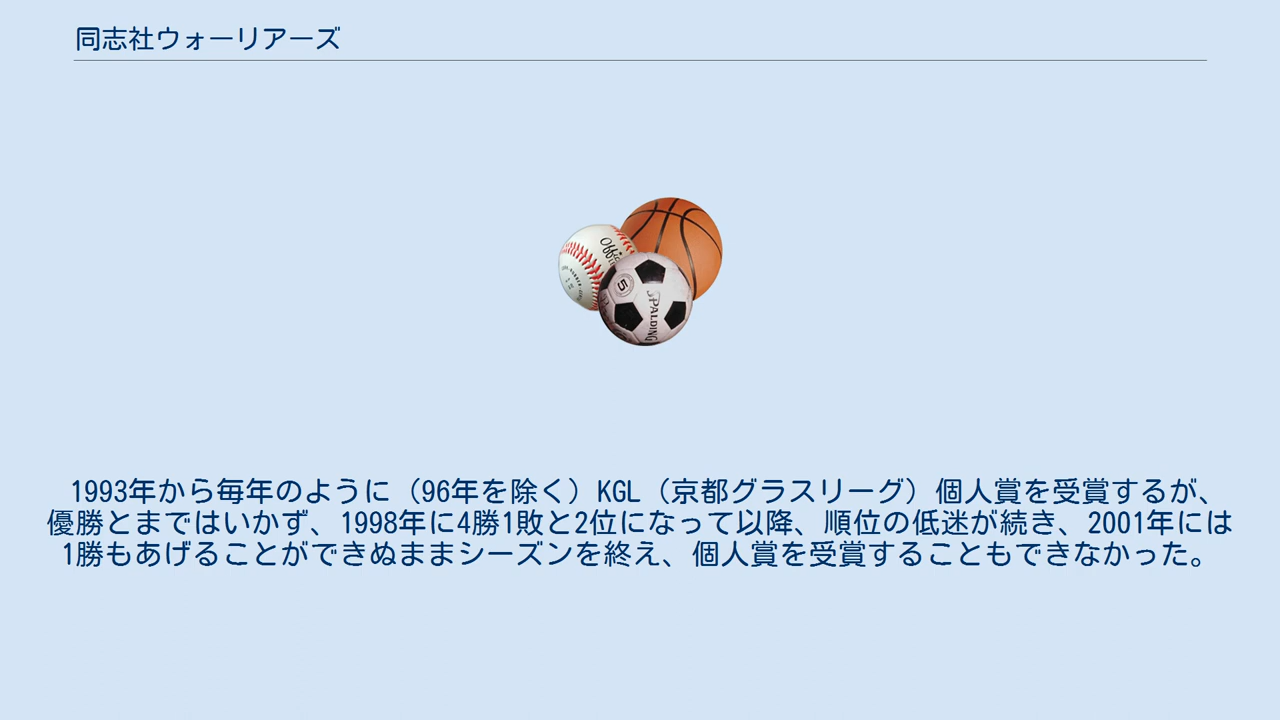 同志社ウォーリアーズ
Offi
5
SPALDING
1993年から毎年のように（96年を除く）KGL（京都グラスリーグ）個人賞を受賞するが、
優勝とまではいかず、1998年に4勝1敗と2位になって以降、順位の低迷が続き、2001年には
1勝もあげることができぬままシーズンを終え、個人賞を受賞することもできなかった。